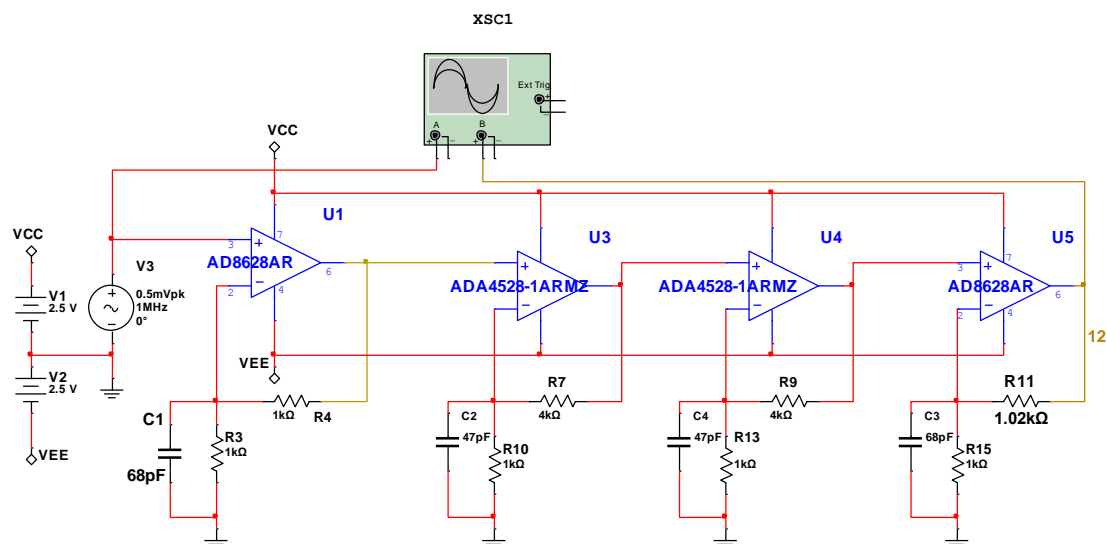 XSC1
Ext Trig
+
−
A
B
+ −
+ −
VCC
U1
U3
U4
U5
VCC
V3
3
7
+
AD8628AR
6
−
2
4
+
ADA4528-1ARMZ
−
+
ADA4528-1ARMZ
−
3
7
+
AD8628AR
6
−
2
4
V1
2.5 V
+
−
0.5mVpk
1MHz
0°
V2
2.5 V
VEE
VEE
12
C1
68pF
R3
1kΩ
1kΩ
R4
R7
4kΩ
C2
47pF
R10
1kΩ
R9
4kΩ
C4
47pF
R13
1kΩ
R11
1.02kΩ
C3
68pF
R15
1kΩ